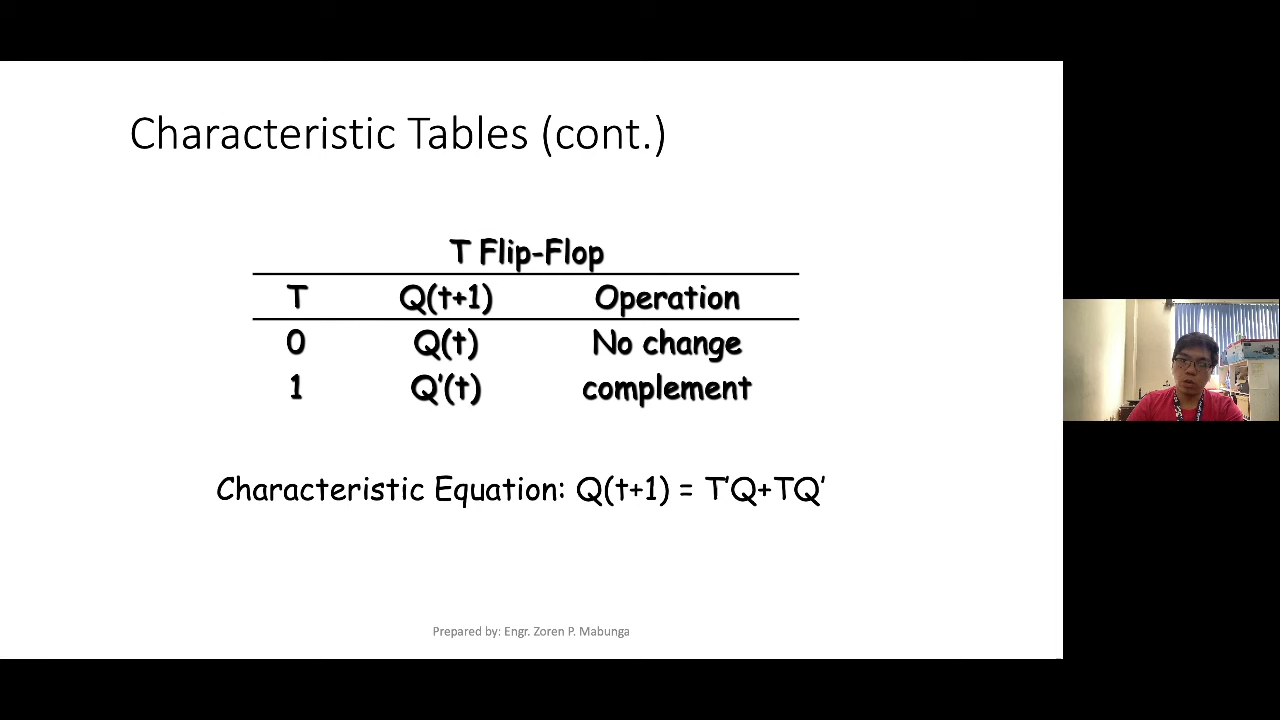 Characteristic Tables (cont.)
T Flip-Flop
T Q(t+1) Operation
0 Q(t) No change
1 Q’(t) complement
Characteristic Equation: Q(t+1) = T’Q+TQ’
Prepared by: Engr. Zoren P. Mabunga